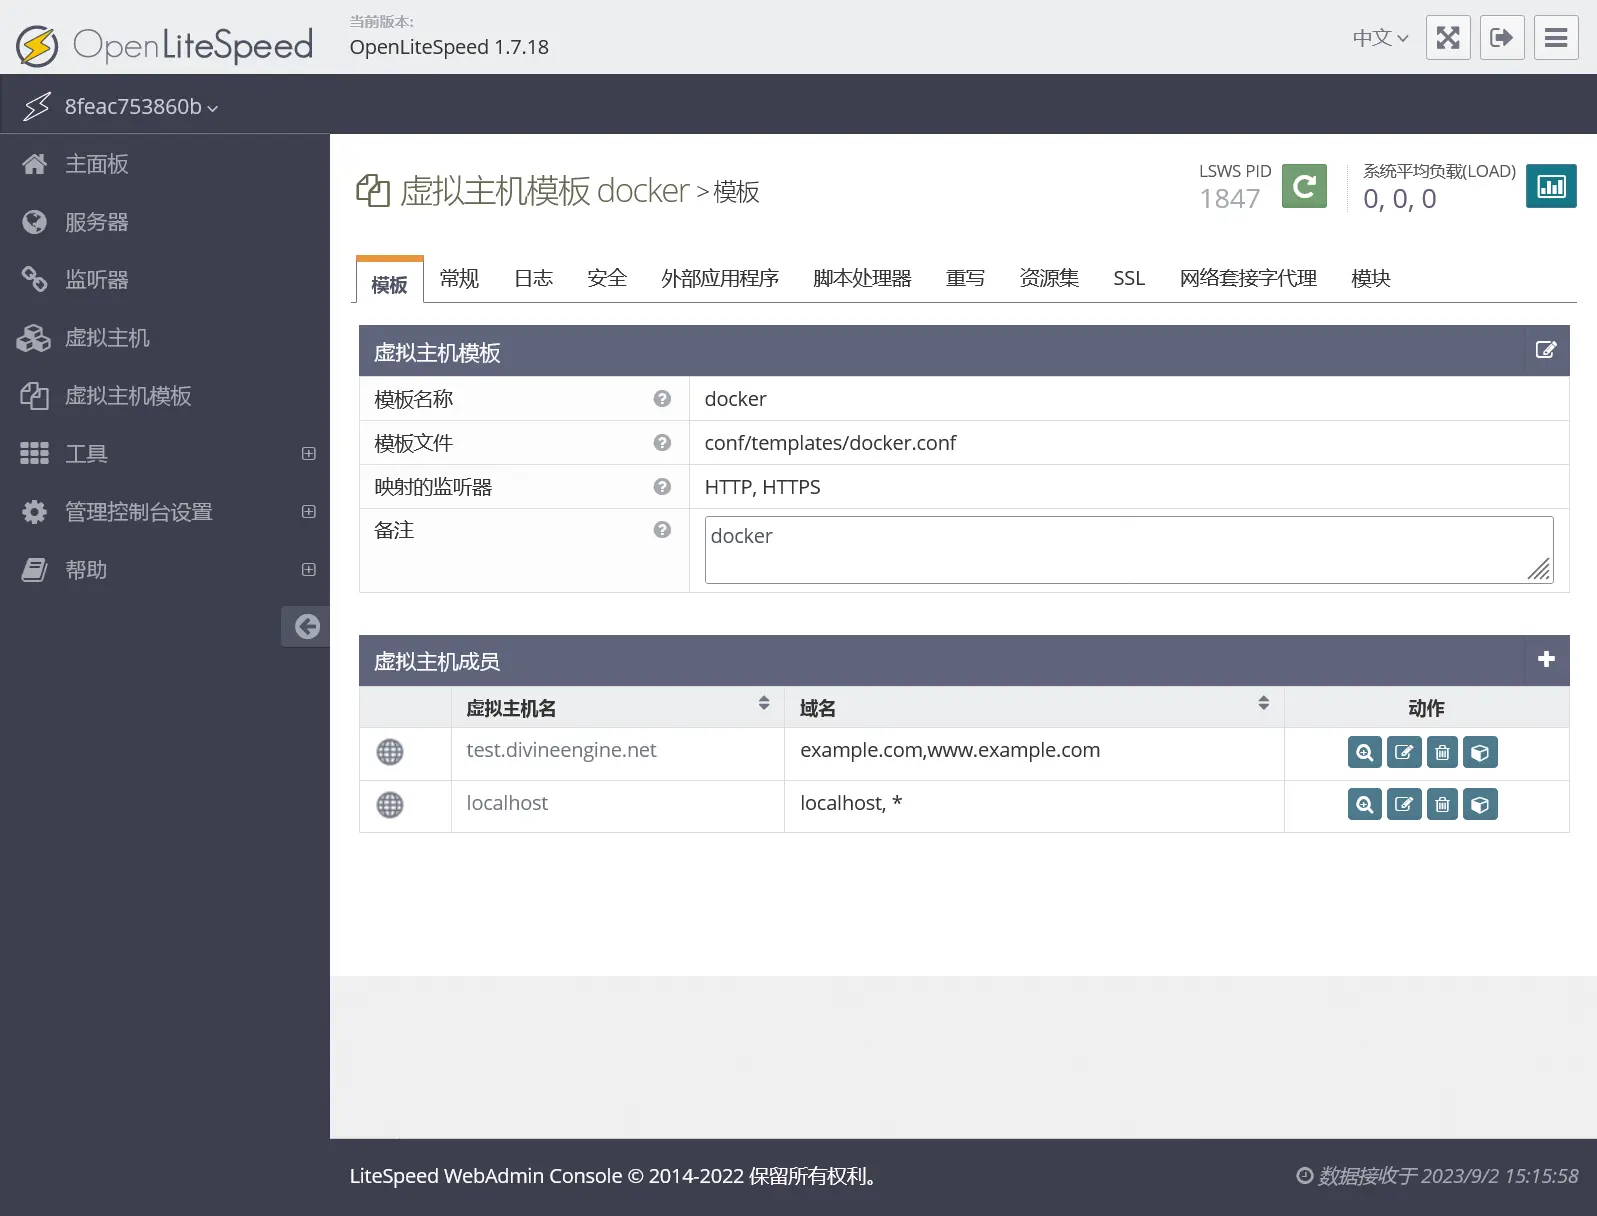 OpenLiteSpeed
当前版本:
OpenLiteSpeed 1.7.18
中文
8feac753860b
主面板
服务器
监听器
虚拟主机
虚拟主机模板
工具
管理控制台设置
帮助
虚拟主机模板 docker > 模板
LSWS PID
1847
系统平均负载(LOAD)
0, 0, 0
模板 常规 日志 安全 外部应用程序 脚本处理器 重写 资源集 SSL 网络套接字代理 模块
虚拟主机模板
模板名称 docker
模板文件 conf/templates/docker.conf
映射的监听器 HTTP, HTTPS
备注 docker
虚拟主机成员
虚拟主机名 域名 动作
test.divineengine.net example.com,www.example.com
localhost localhost, *
LiteSpeed WebAdmin Console © 2014-2022 保留所有权利。
数据接收于 2023/9/2 15:15:58